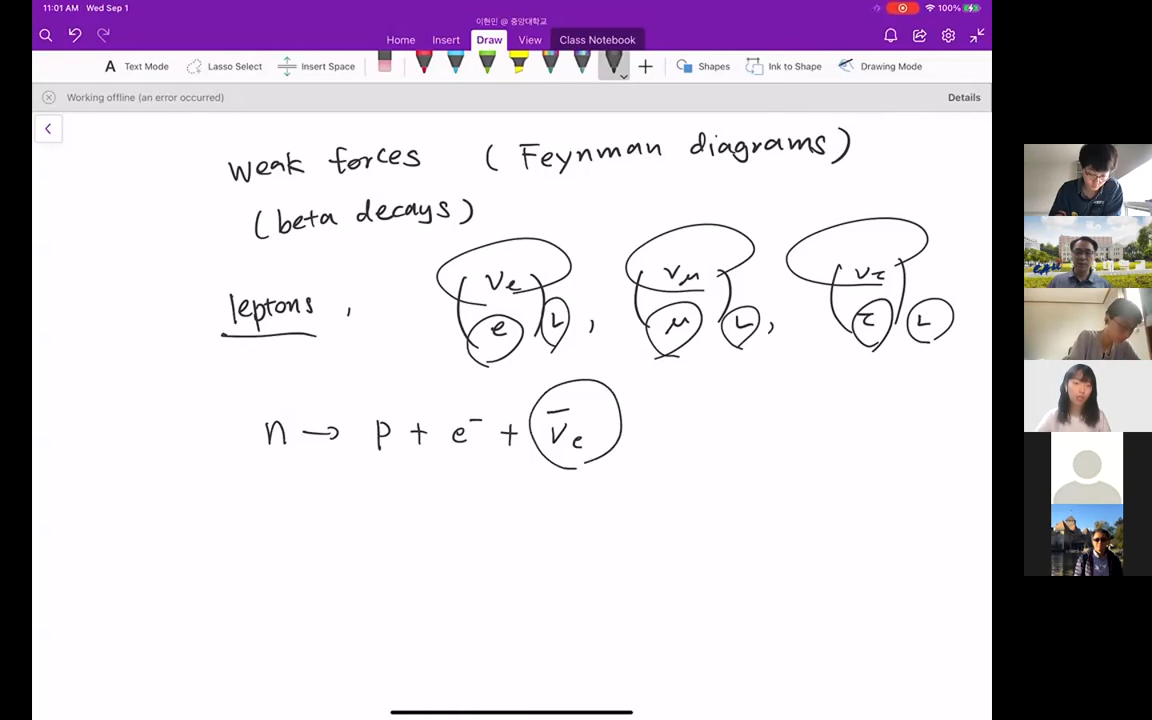 11:01 AM Wed Sep 1
100%
이현민 @ 중앙대학교
Home Insert Draw View Class Notebook
Text Mode Lasso Select Insert Space Shapes Ink to Shape Drawing Mode
Working offline (an error occurred) Details
weak forces (Feynman diagrams)
(beta decays)
leptons, (νe e)L, (νμ μ)L, (ντ τ)L
n → p + e⁻ + ν̄e